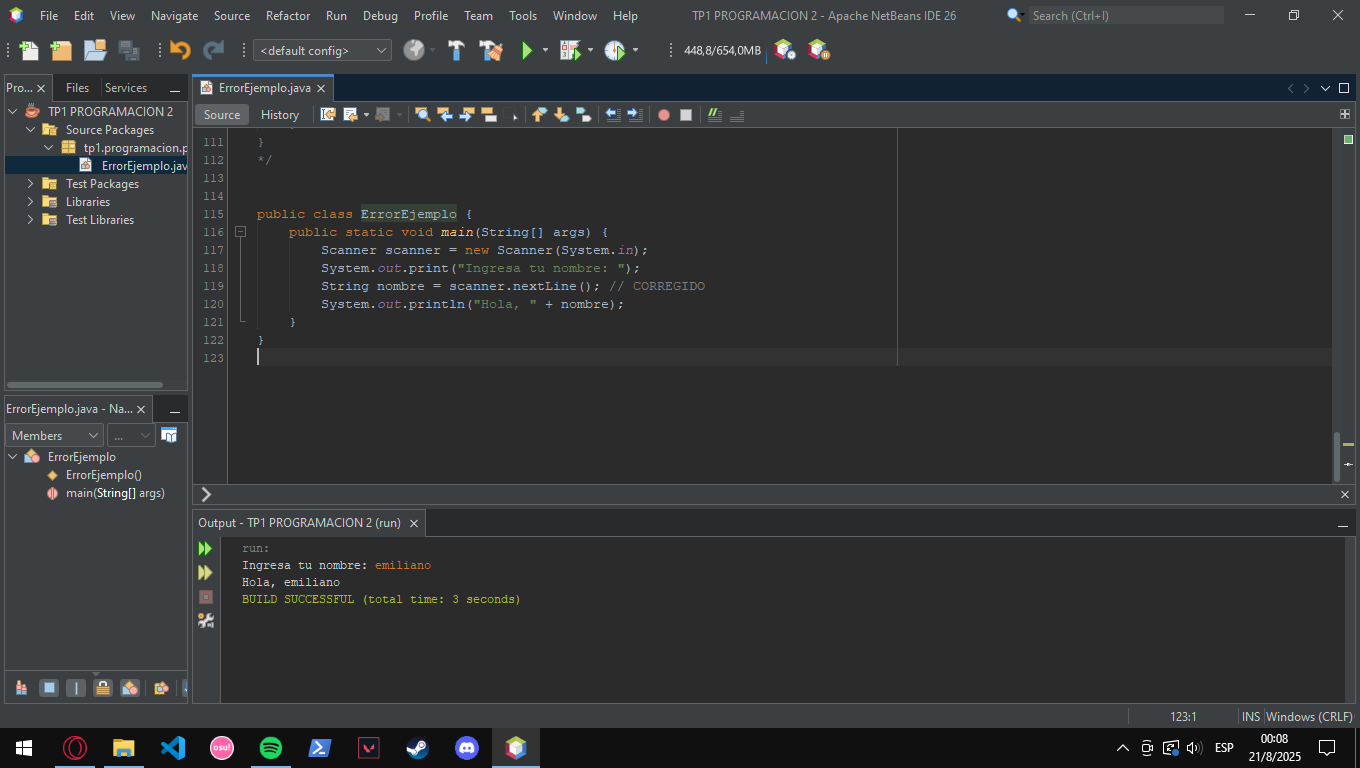 File Edit View Navigate Source Refactor Run Debug Profile Team Tools Window Help TP1 PROGRAMACION 2 - Apache NetBeans IDE 26 Search (Ctrl+I)
<default config> 448,8/654,0MB
Pro... Files Services
TP1 PROGRAMACION 2
Source Packages
tp1.programacion.p
ErrorEjemplo.jav
Test Packages
Libraries
Test Libraries
ErrorEjemplo.java - Na...
Members ...
ErrorEjemplo
ErrorEjemplo()
main(String[] args)
ErrorEjemplo.java
Source History
111 }
112 */
113
114
115 public class ErrorEjemplo {
116 public static void main(String[] args) {
117 Scanner scanner = new Scanner(System.in);
118 System.out.print("Ingresa tu nombre: ");
119 String nombre = scanner.nextLine(); // CORREGIDO
120 System.out.println("Hola, " + nombre);
121 }
122 }
123
Output - TP1 PROGRAMACION 2 (run)
run:
Ingresa tu nombre: emiliano
Hola, emiliano
BUILD SUCCESSFUL (total time: 3 seconds)
123:1 INS Windows (CRLF)
osu! ESP 00:08
21/8/2025